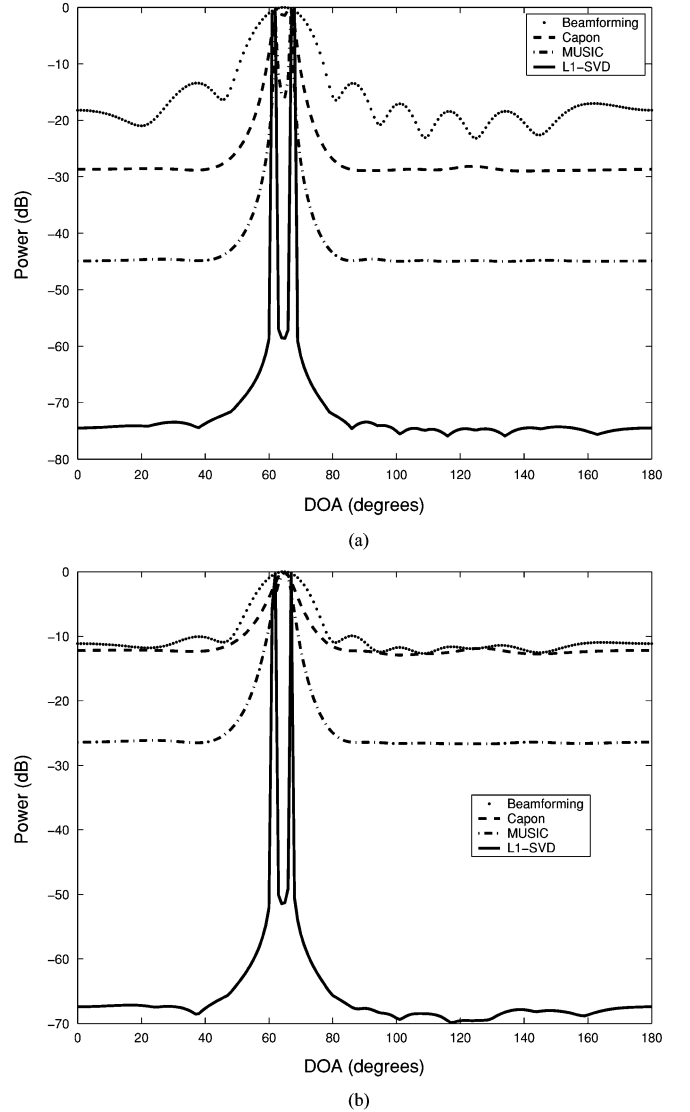 0
-10
-20
-30
-40
-50
-60
-70
-80
Power (dB)
Beamforming
Capon
MUSIC
L1-SVD
0 20 40 60 80 100 120 140 160 180
DOA (degrees)
(a)
0
-10
-20
-30
-40
-50
-60
-70
Power (dB)
Beamforming
Capon
MUSIC
L1-SVD
0 20 40 60 80 100 120 140 160 180
DOA (degrees)
(b)